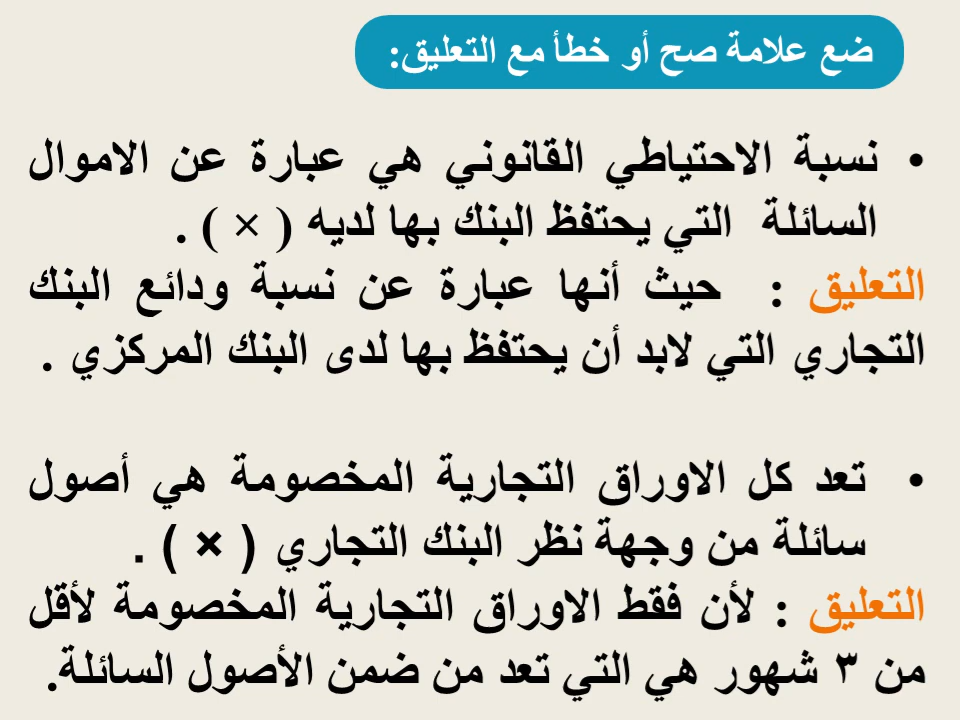 ضع علامة صح أو خطأ مع التعليق:
• نسبة الاحتياطي القانوني هي عبارة عن الاموال
السائلة التي يحتفظ البنك بها لديه ( × ) .
التعليق : حيث أنها عبارة عن نسبة ودائع البنك
التجاري التي لابد أن يحتفظ بها لدى البنك المركزي .
• تعد كل الاوراق التجارية المخصومة هي أصول
سائلة من وجهة نظر البنك التجاري ( × ) .
التعليق : لأن فقط الاوراق التجارية المخصومة لأقل
من ٣ شهور هي التي تعد من ضمن الأصول السائلة.